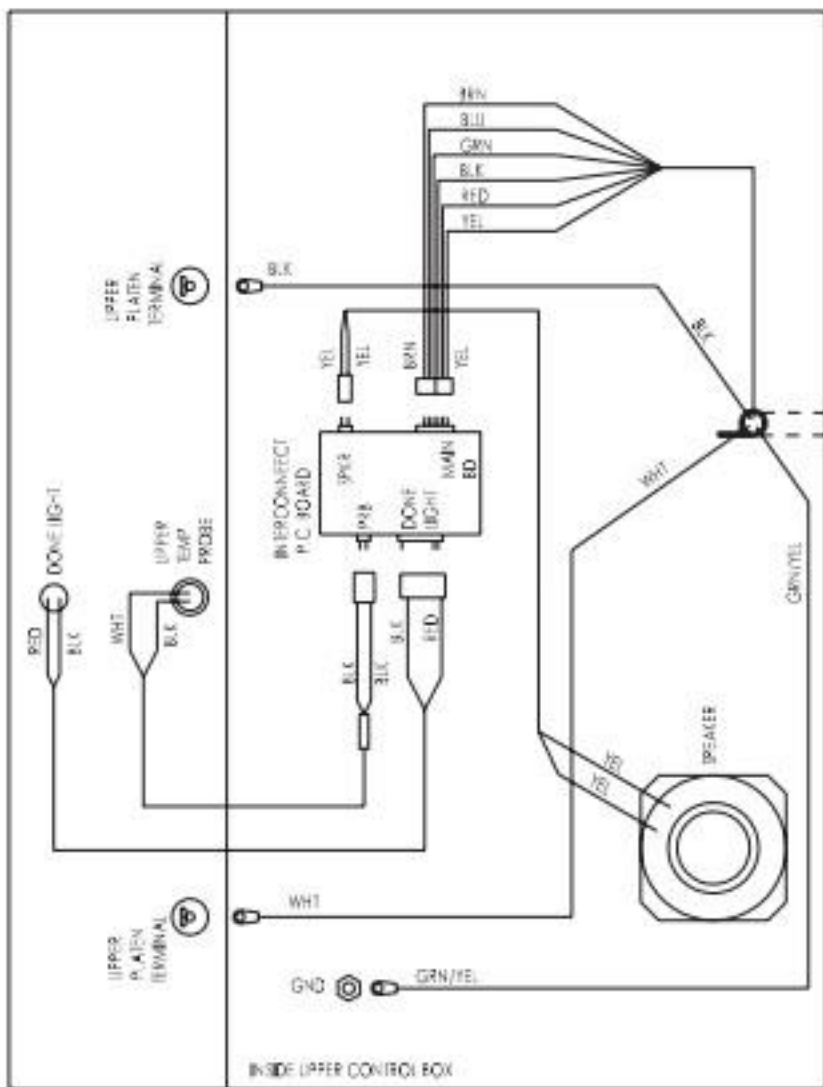 BRN
BLU
GRN
BLK
RED
YEL
UPPER
PLATEN
TERMINAL
BLK
BLK
YEL
YEL
BRN
YEL
INTERCONNECT
P.C. BOARD
SPKR
MAIN
BD
PRB
DONE
LIGHT
WHT
GRN/YEL
DONE LIGHT
RED
BLK
UPPER
TEMP
PROBE
WHT
BLK
BLK
BLK
BLK
RED
YEL
YEL
SPEAKER
UPPER
PLATEN
TERMINAL
WHT
GND
GRN/YEL
INSIDE UPPER CONTROL BOX